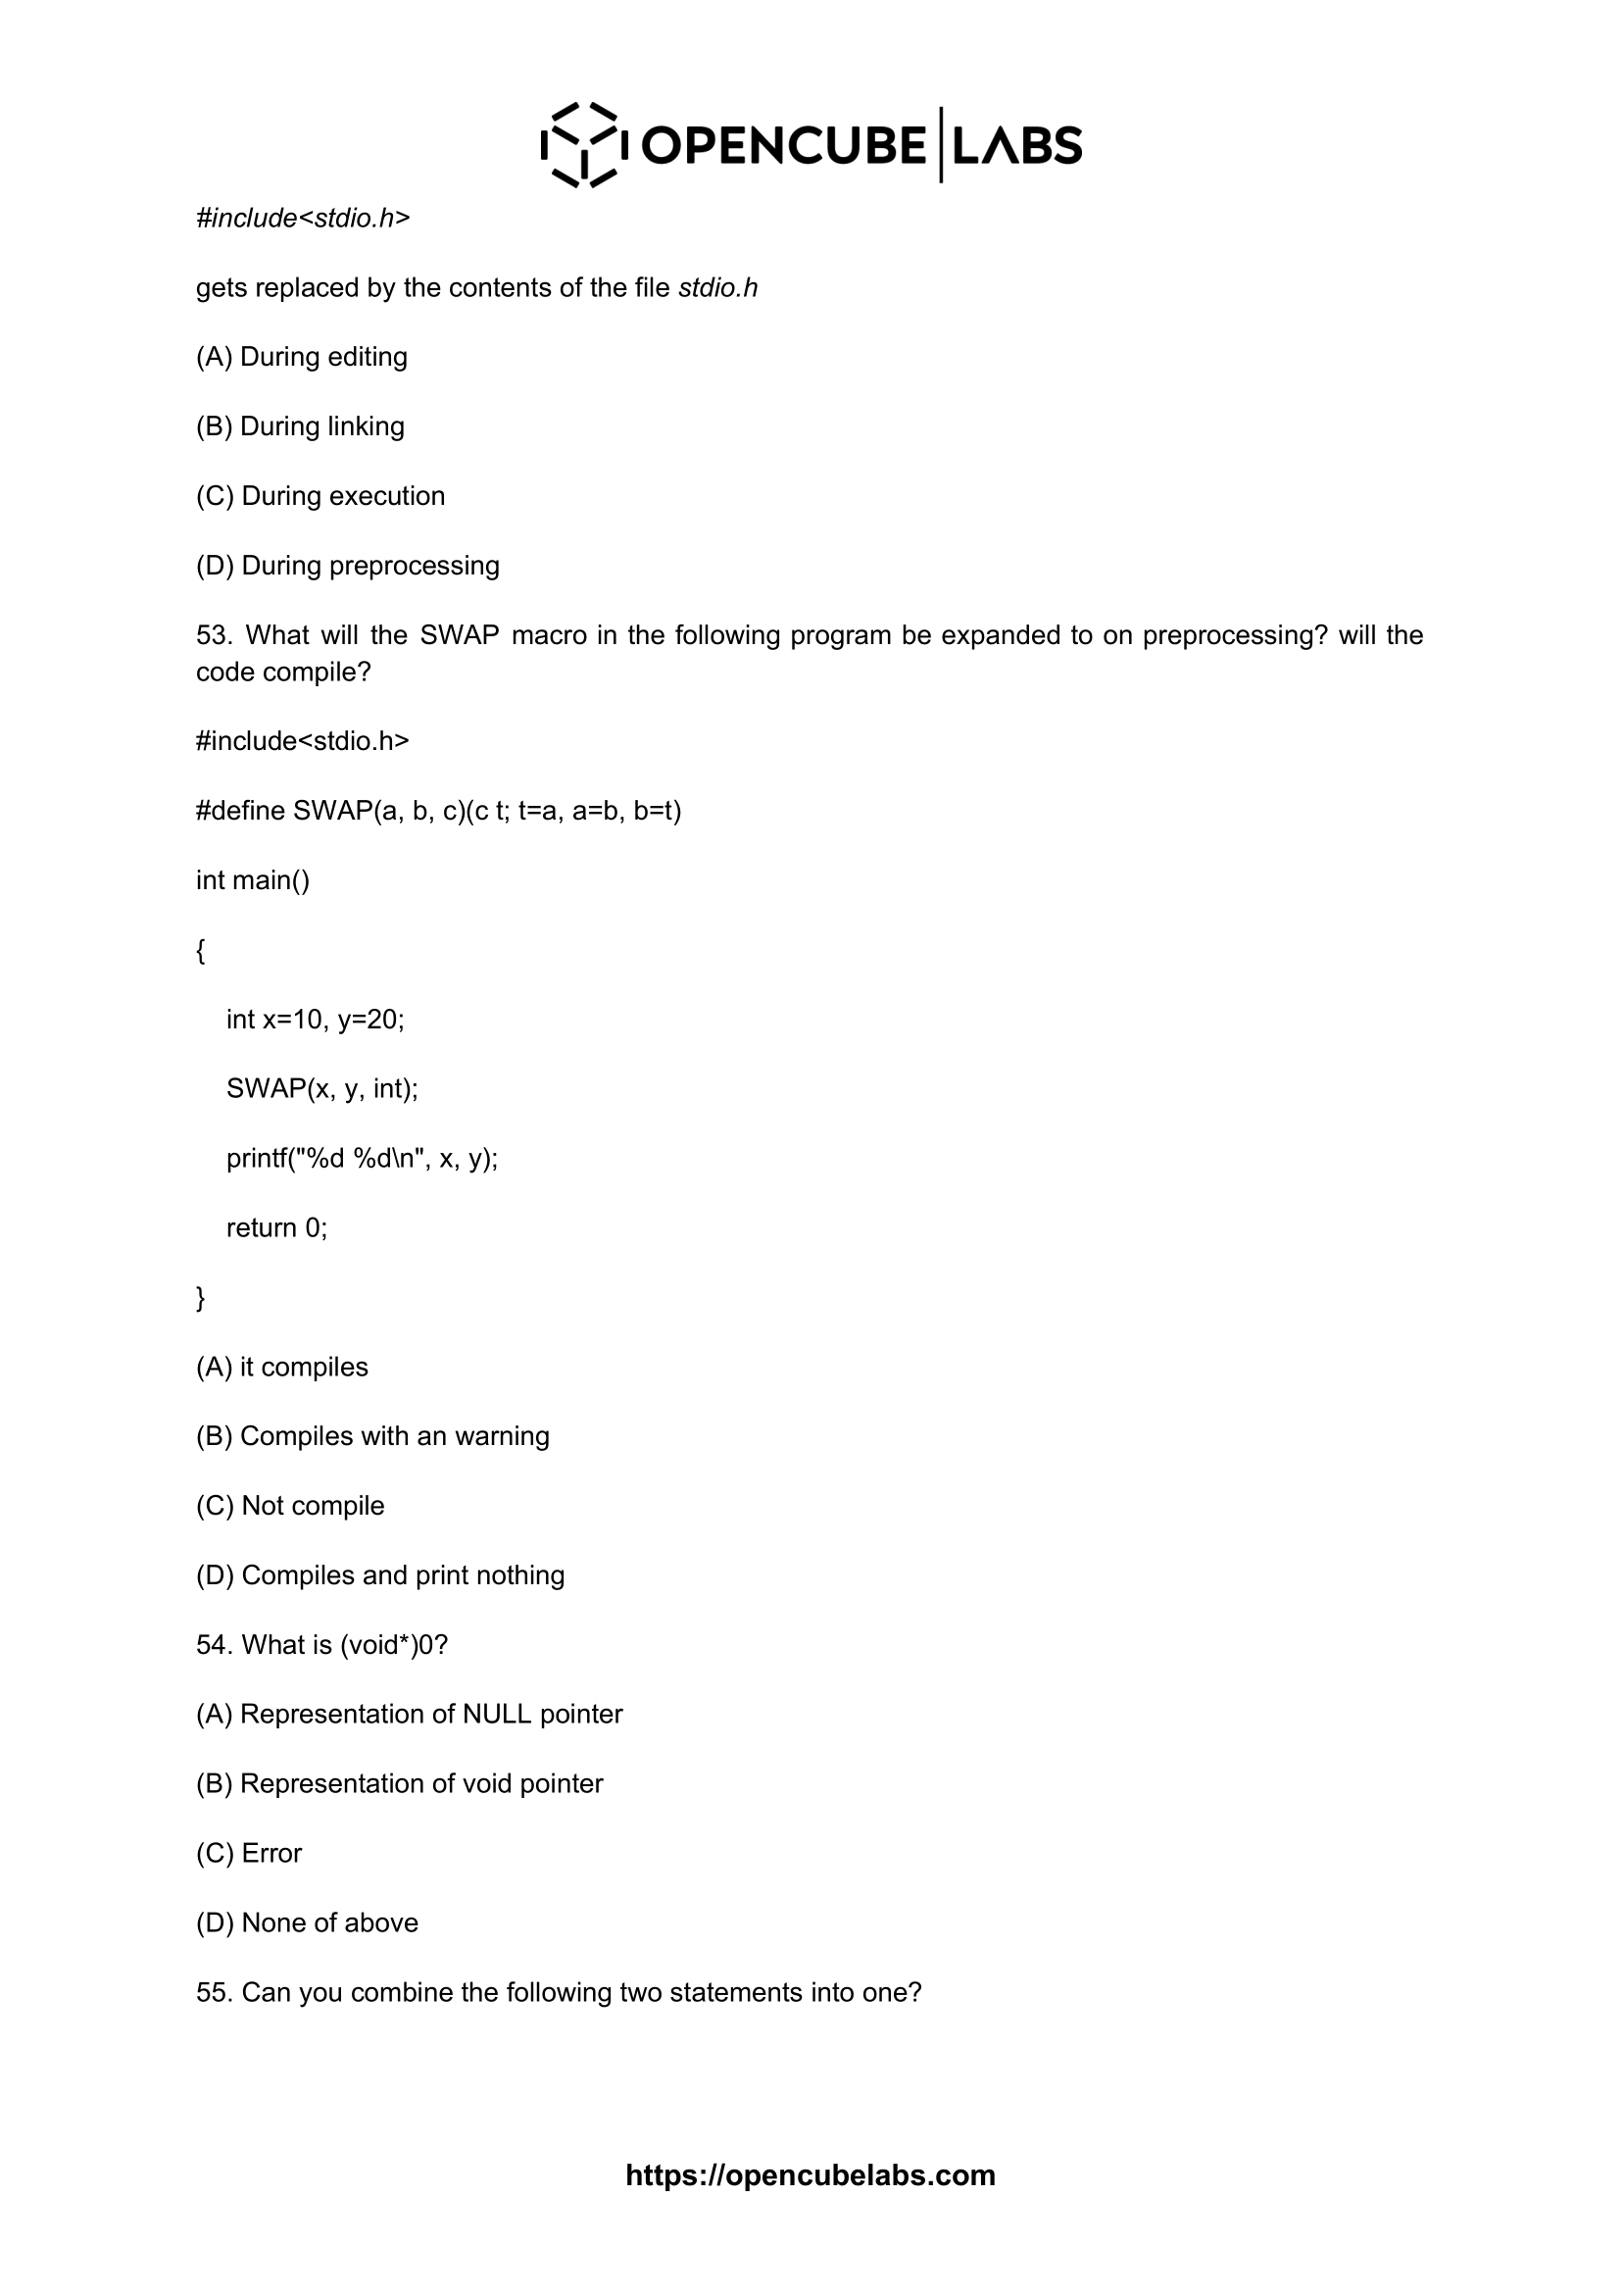 OPENCUBE LABS
#include<stdio.h>
gets replaced by the contents of the file stdio.h
(A) During editing
(B) During linking
(C) During execution
(D) During preprocessing
53. What will the SWAP macro in the following program be expanded to on preprocessing? will the
code compile?
#include<stdio.h>
#define SWAP(a, b, c)(c t; t=a, a=b, b=t)
int main()
{
int x=10, y=20;
SWAP(x, y, int);
printf("%d %d\n", x, y);
return 0;
}
(A) it compiles
(B) Compiles with an warning
(C) Not compile
(D) Compiles and print nothing
54. What is (void*)0?
(A) Representation of NULL pointer
(B) Representation of void pointer
(C) Error
(D) None of above
55. Can you combine the following two statements into one?
https://opencubelabs.com